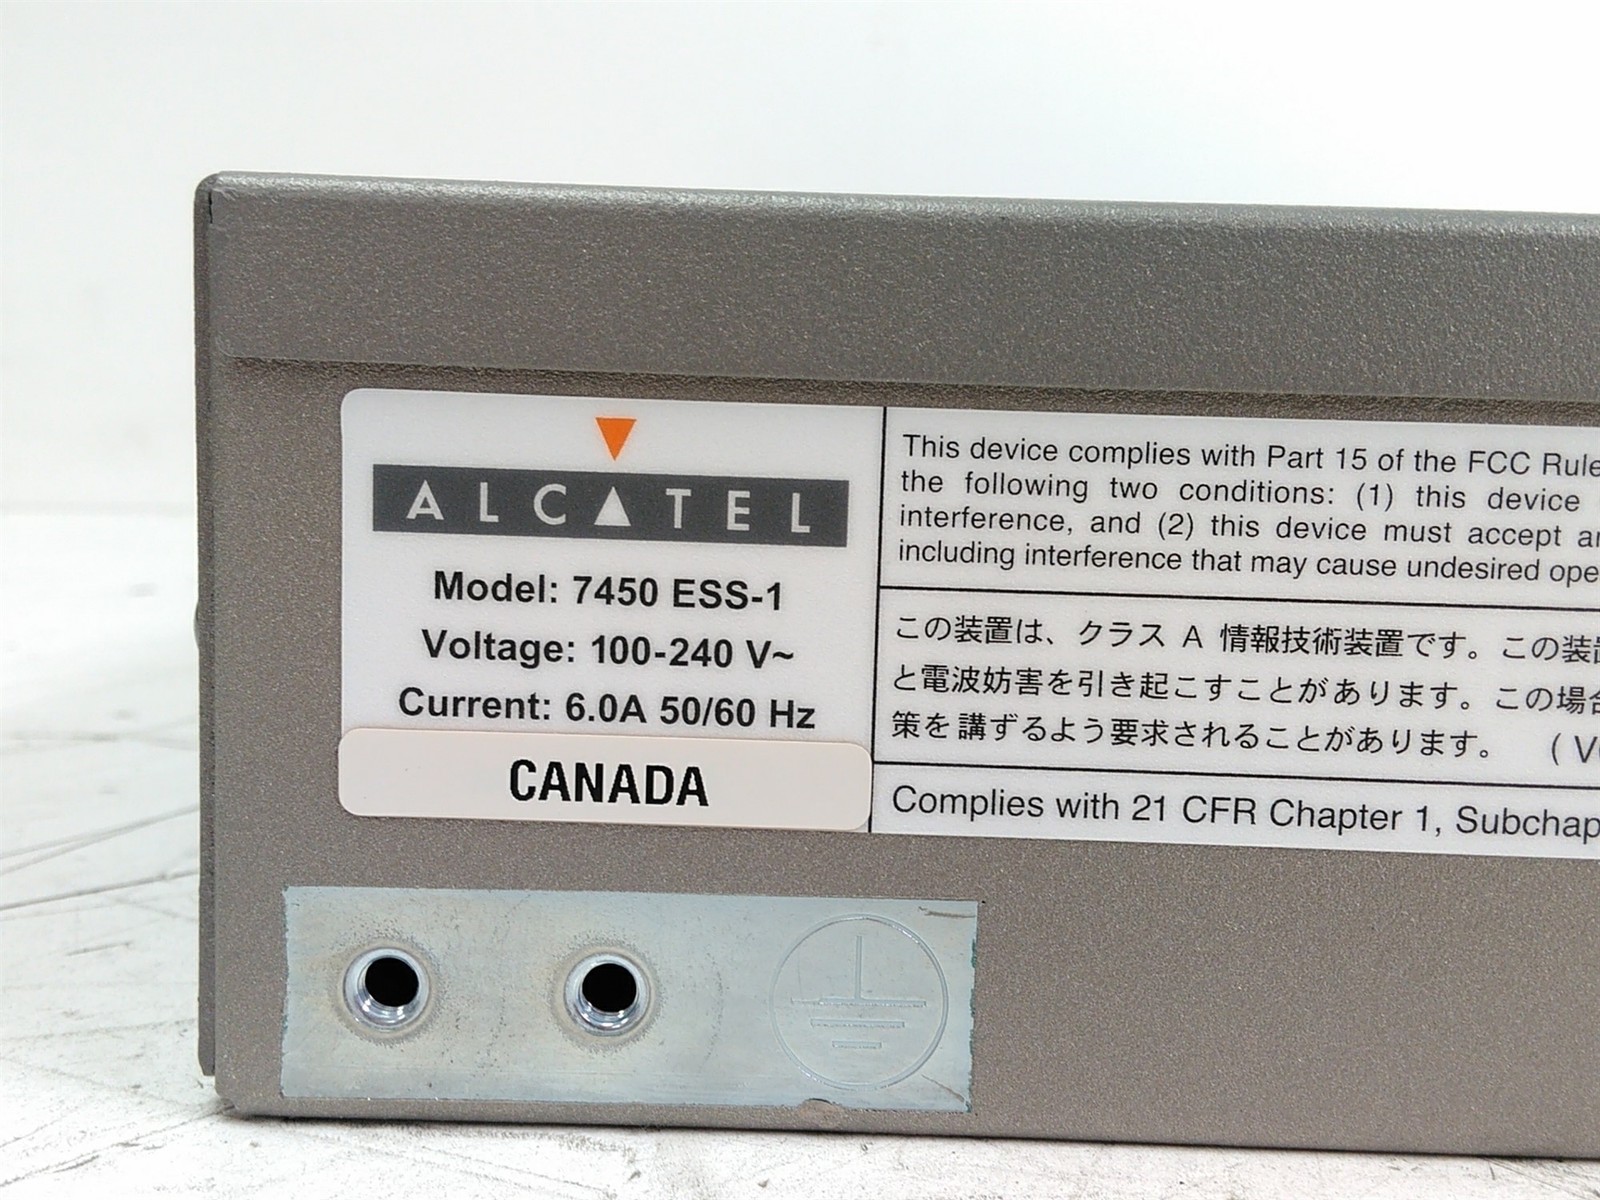 ALCATEL
Model: 7450 ESS-1
Voltage: 100-240 V~
Current: 6.0A 50/60 Hz
CANADA
This device complies with Part 15 of the FCC Rule
the following two conditions: (1) this device
interference, and (2) this device must accept
including interference that may cause undesired ope
この装置は、クラス A 情報技術装置です。この装置
と電波妨害を引き起こすことがあります。この場合
策を講ずるよう要求されることがあります。 (V
Complies with 21 CFR Chapter 1, Subchap